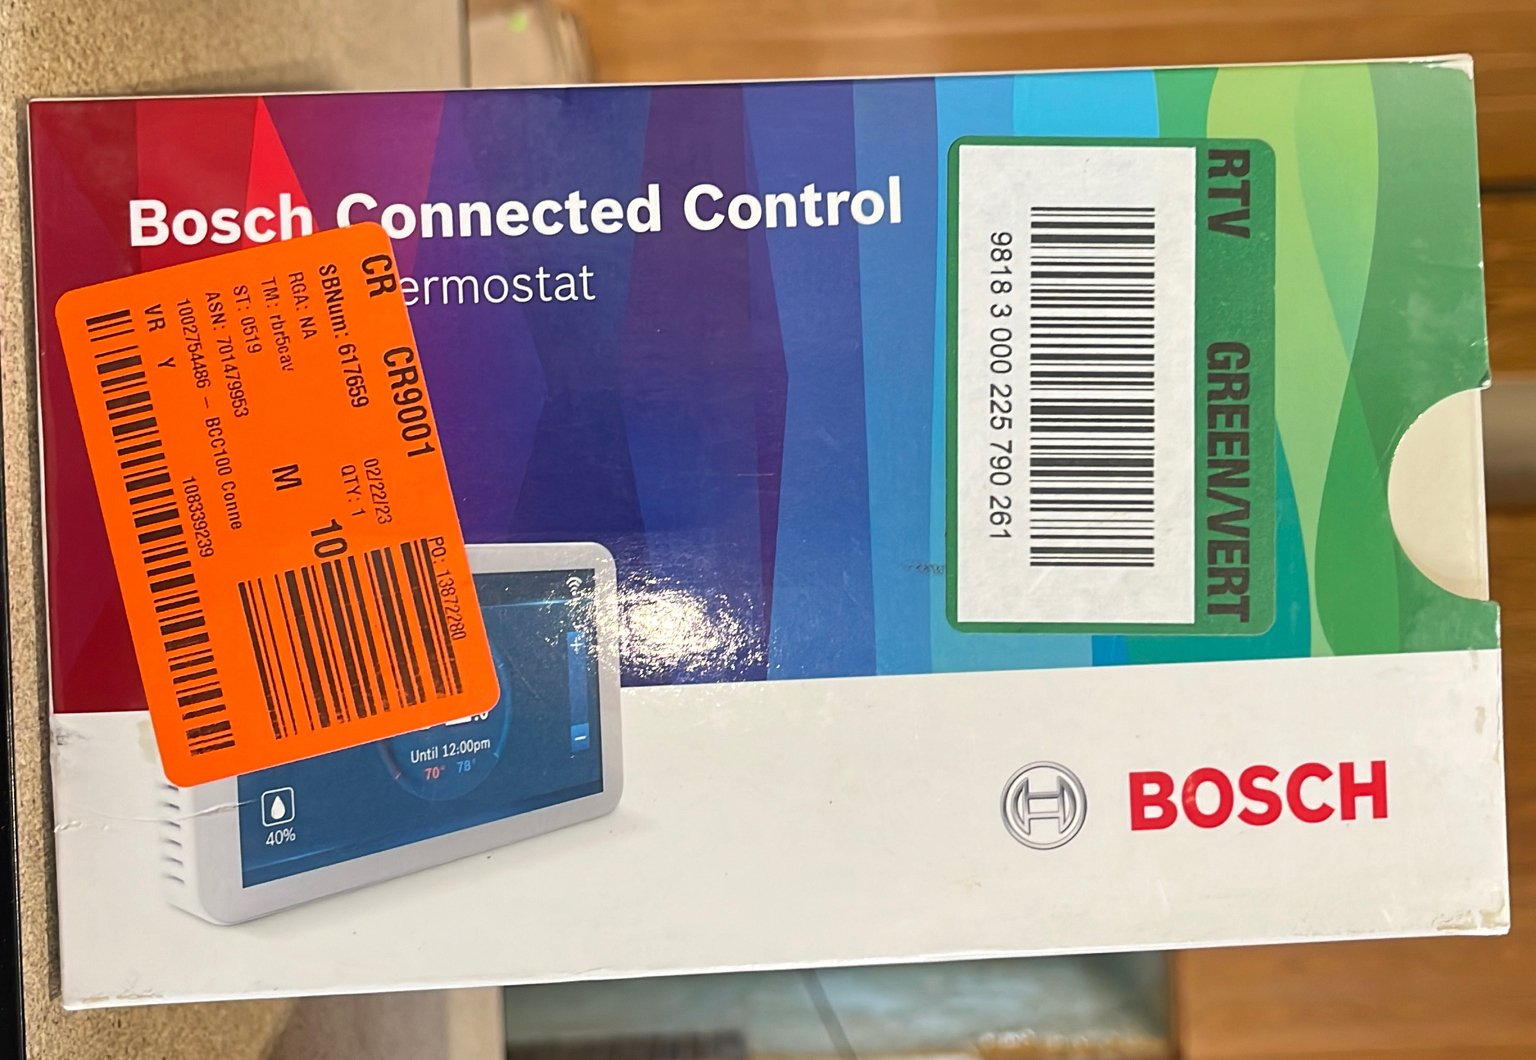 Bosch Connected Control
ermostat
CR CR9001
SBNum: 617659 02/22/23
RGA: NA QTY: 1
TM: rbr5cav
ST: 0519 M 10
ASN: 701479953
1002754486 - BCC100 Conne
VR Y 108339239
PO: 13872280
RTV GREEN/VERT
9818 3 000 225 790 261
Until 12:00pm
70° 78°
40%
BOSCH